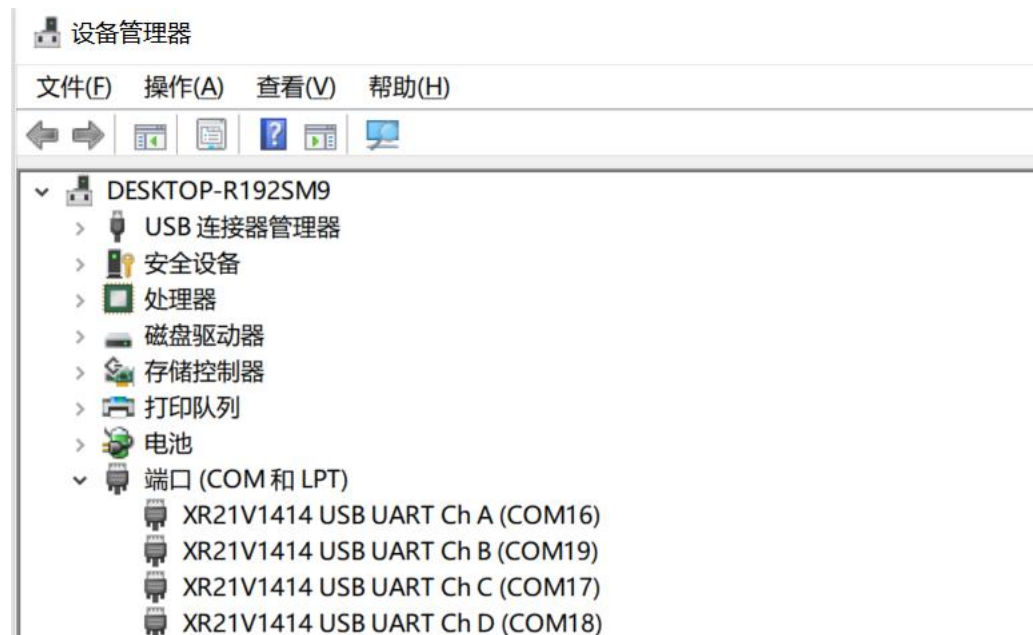 设备管理器
文件(F) 操作(A) 查看(V) 帮助(H)
DESKTOP-R192SM9
USB 连接器管理器
安全设备
处理器
磁盘驱动器
存储控制器
打印队列
电池
端口 (COM 和 LPT)
XR21V1414 USB UART Ch A (COM16)
XR21V1414 USB UART Ch B (COM19)
XR21V1414 USB UART Ch C (COM17)
XR21V1414 USB UART Ch D (COM18)